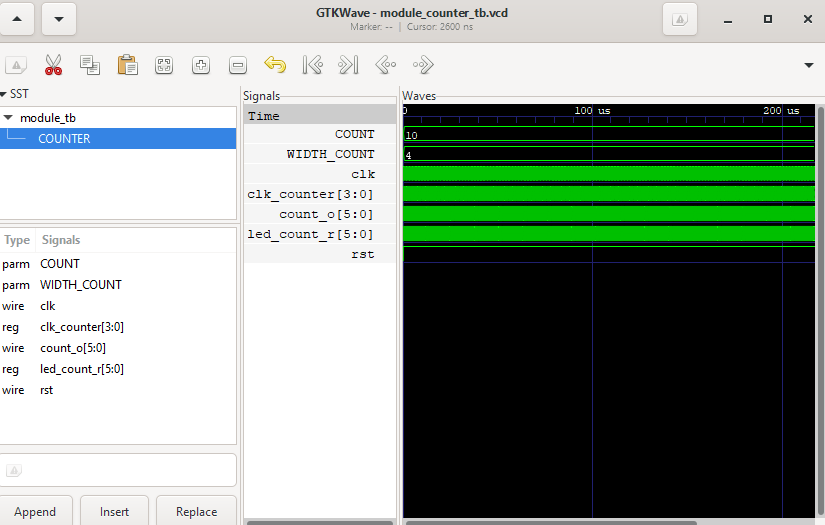 GTKWave - module_counter_tb.vcd
Marker: -- | Cursor: 2600 ns
SST
module_tb
COUNTER
Type Signals
parm COUNT
parm WIDTH_COUNT
wire clk
reg clk_counter[3:0]
wire count_o[5:0]
reg led_count_r[5:0]
wire rst
Append Insert Replace
Signals
Time
COUNT
WIDTH_COUNT
clk
clk_counter[3:0]
count_o[5:0]
led_count_r[5:0]
rst
Waves
0 100 us 200 us
10
4